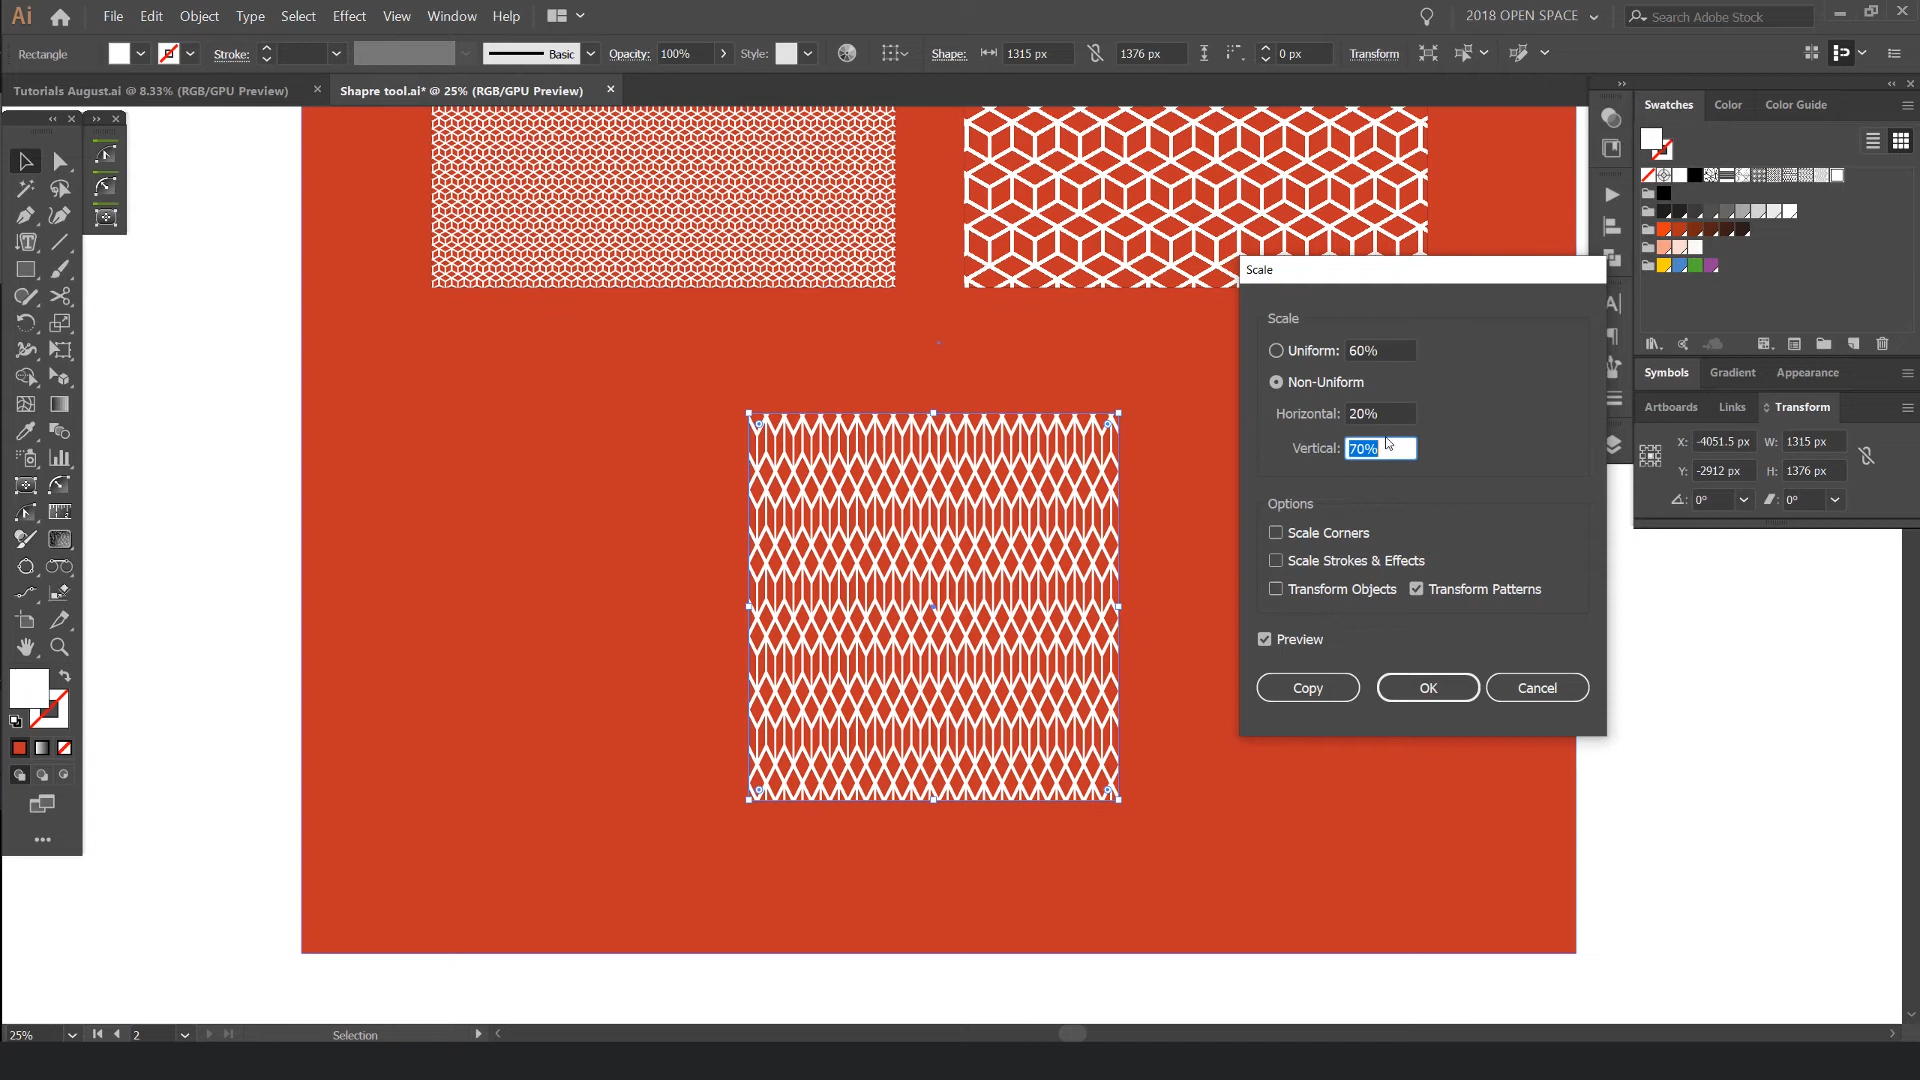 Ai File Edit Object Type Select Effect View Window Help 2018 OPEN SPACE Search Adobe Stock
Rectangle Stroke: Basic Opacity: 100% Style: Shape: 1315 px 1376 px 0 px Transform
Tutorials August.ai @ 8.33% (RGB/GPU Preview) Shapre tool.ai* @ 25% (RGB/GPU Preview)
Swatches Color Color Guide
Scale
Scale
Uniform: 60%
Non-Uniform
Horizontal: 20%
Vertical: 70%
Options
Scale Corners
Scale Strokes & Effects
Transform Objects Transform Patterns
Preview
Copy OK Cancel
Symbols Gradient Appearance
Artboards Links Transform
X: -4051.5 px W: 1315 px
Y: -2912 px H: 1376 px
0° 0°
25% 2 Selection